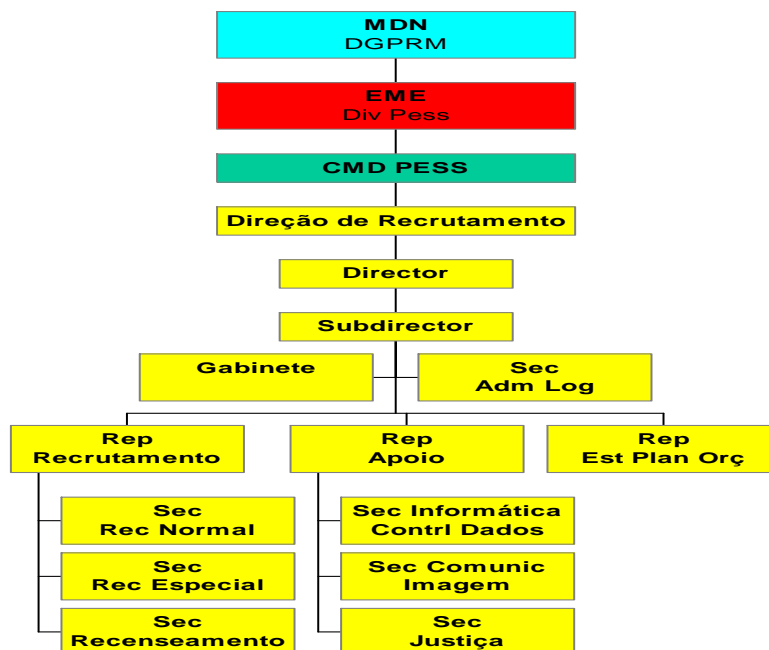 MDN
DGPRM
EME
Div Pess
CMD PESS
Direção de Recrutamento
Director
Subdirector
Gabinete
Sec
Adm Log
Rep
Recrutamento
Rep
Apoio
Rep
Est Plan Orç
Sec
Rec Normal
Sec
Rec Especial
Sec
Recenseamento
Sec Informática
Contrl Dados
Sec Comunic
Imagem
Sec
Justiça